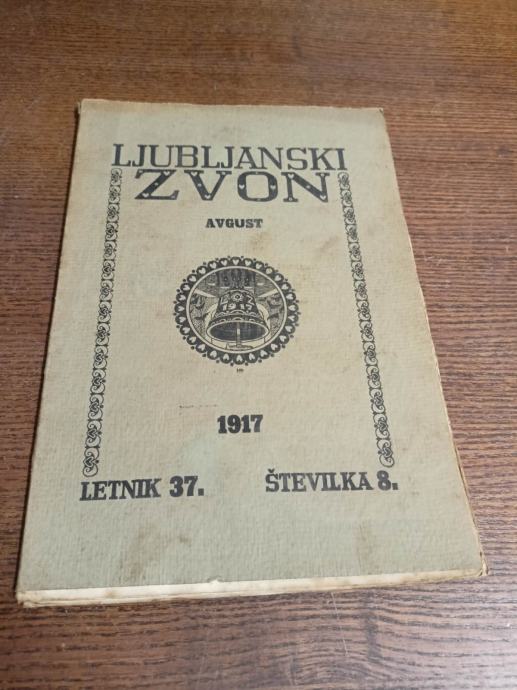 LJUBLJANSKI
ZVON
AVGUST
1917
LETNIK 37. ŠTEVILKA 8.